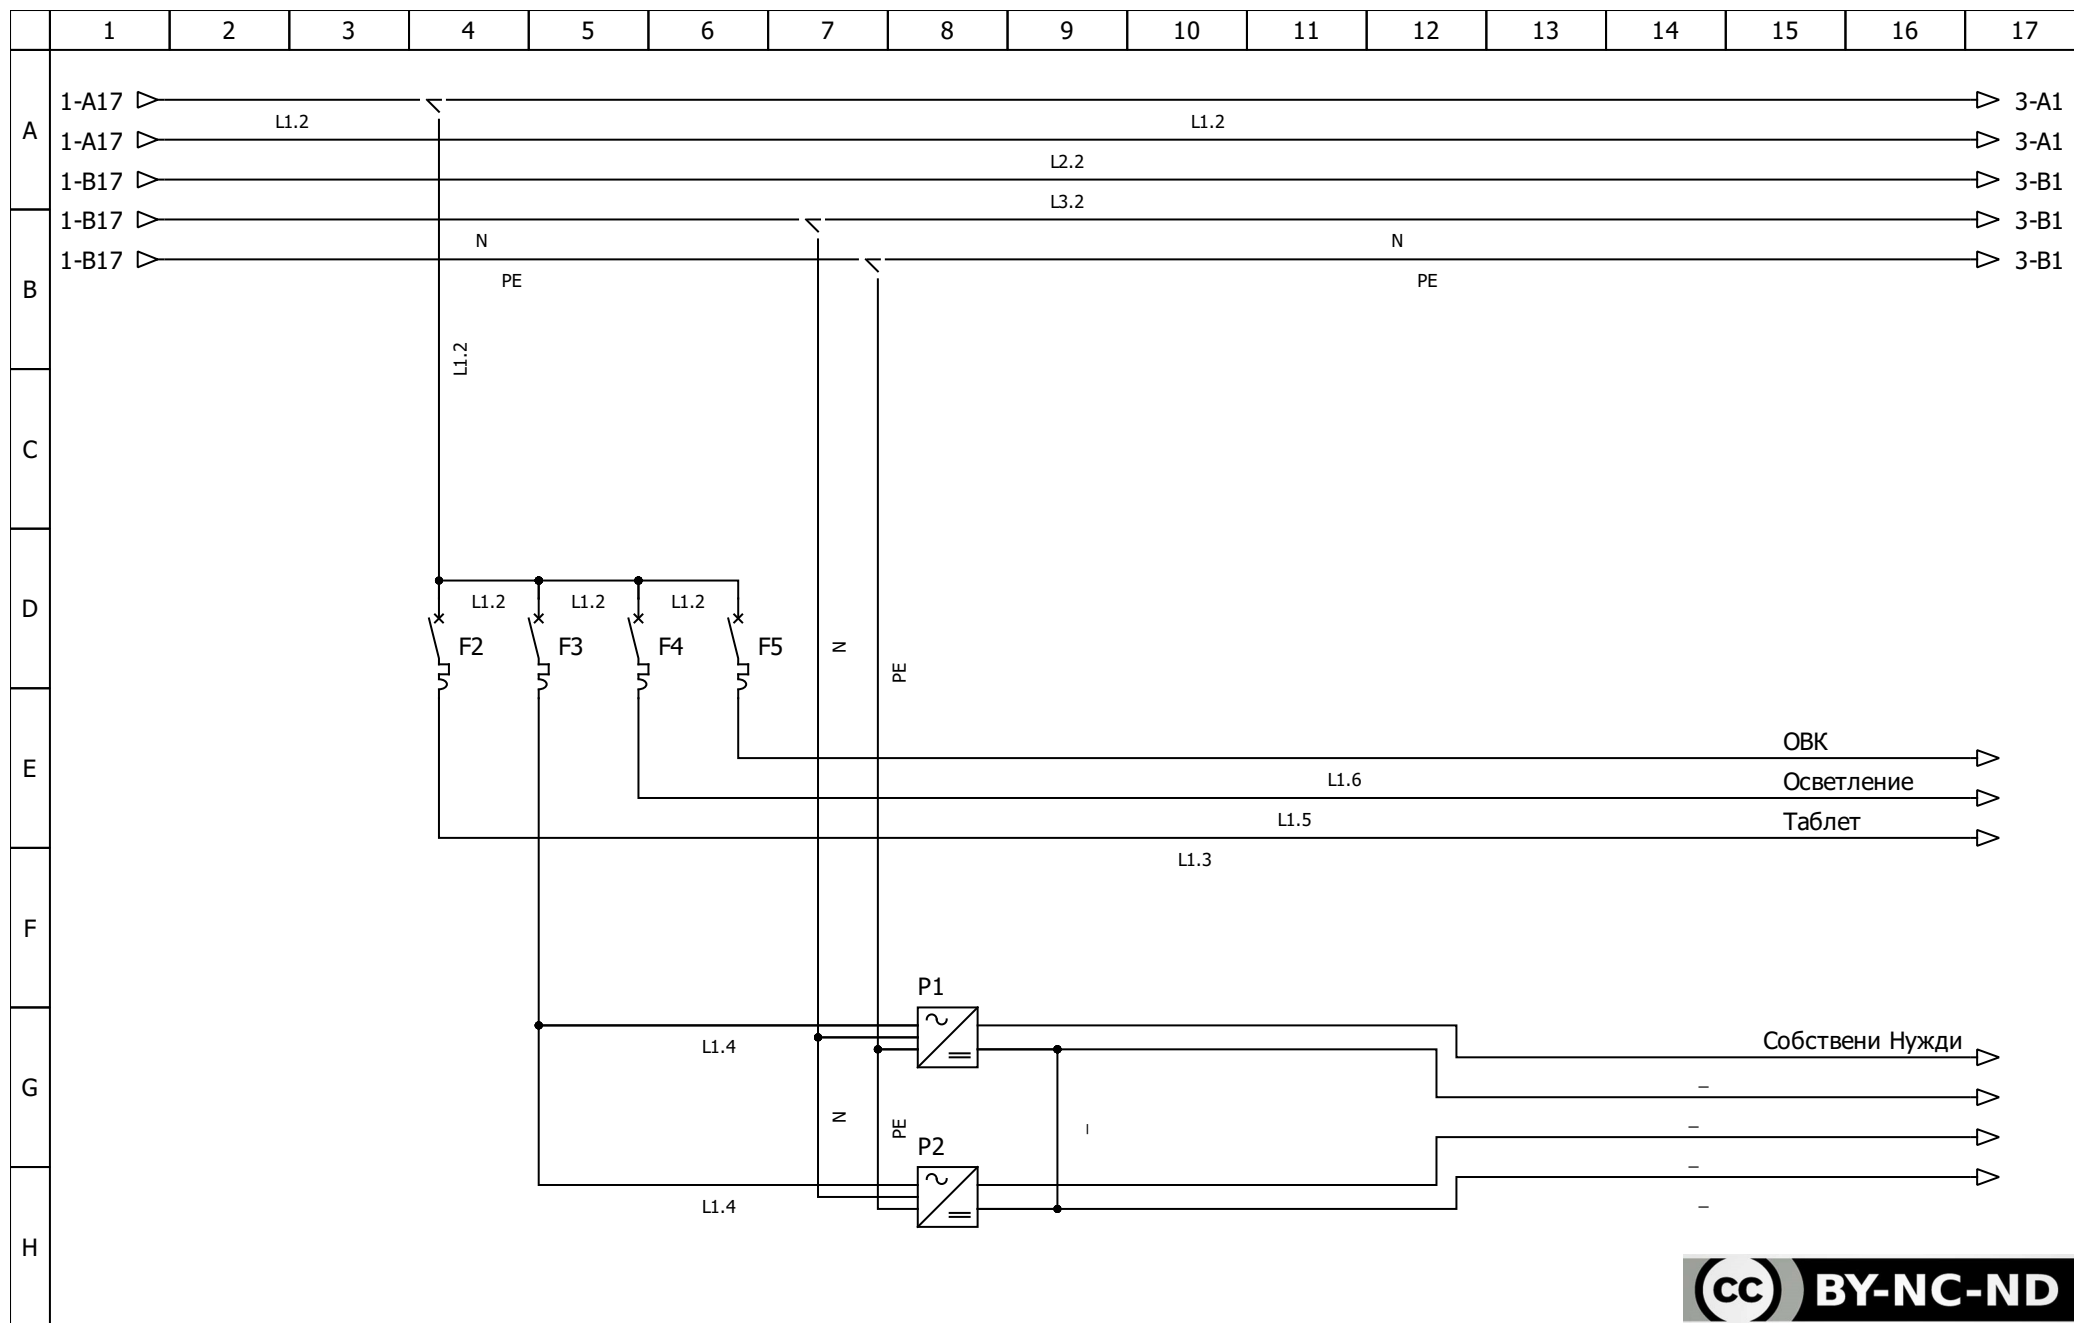 1 2 3 4 5 6 7 8 9 10 11 12 13 14 15 16 17
A
1-A17 3-A1
L1.2 L1.2
1-A17 3-A1
L2.2
1-B17 3-B1
L3.2
B
1-B17 3-B1
N N
1-B17 3-B1
PE PE
L1.2
C
D
L1.2 L1.2 L1.2
F2 F3 F4 F5 N PE
E
ОВК
L1.6
Осветление
L1.5
Таблет
L1.3
F
P1
G
Собствени Нужди
L1.4
–
N PE
–
P2
–
L1.4
–
H
cc BY-NC-ND